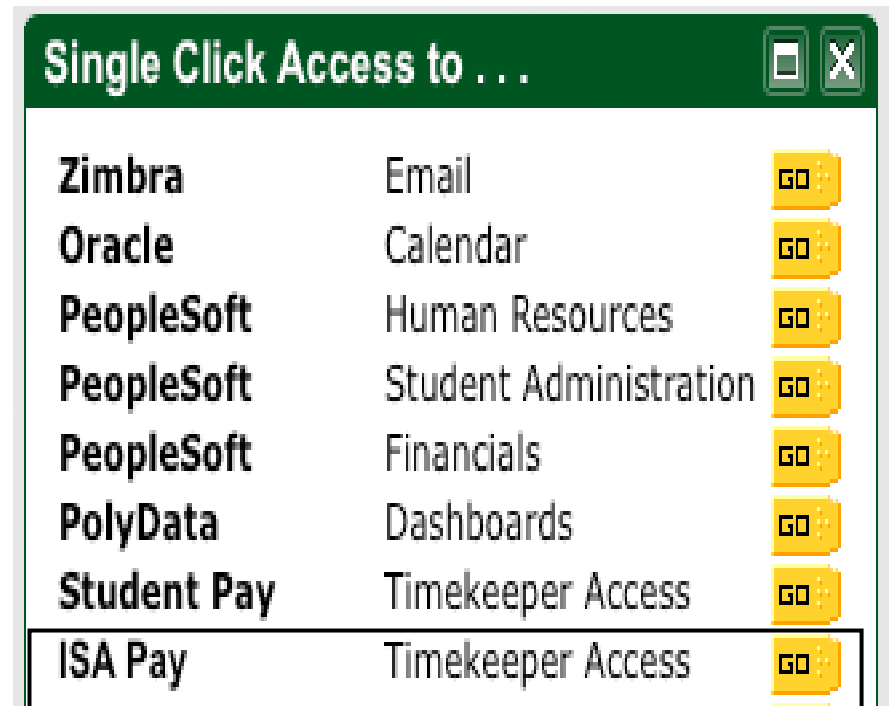 Single Click Access to . . .
Zimbra Email GO
Oracle Calendar GO
PeopleSoft Human Resources GO
PeopleSoft Student Administration GO
PeopleSoft Financials GO
PolyData Dashboards GO
Student Pay Timekeeper Access GO
ISA Pay Timekeeper Access GO